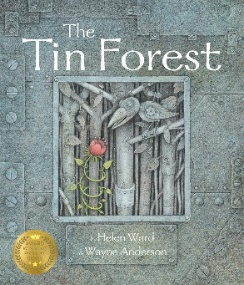 The
Tin Forest
Helen Ward
& Wayne Anderson